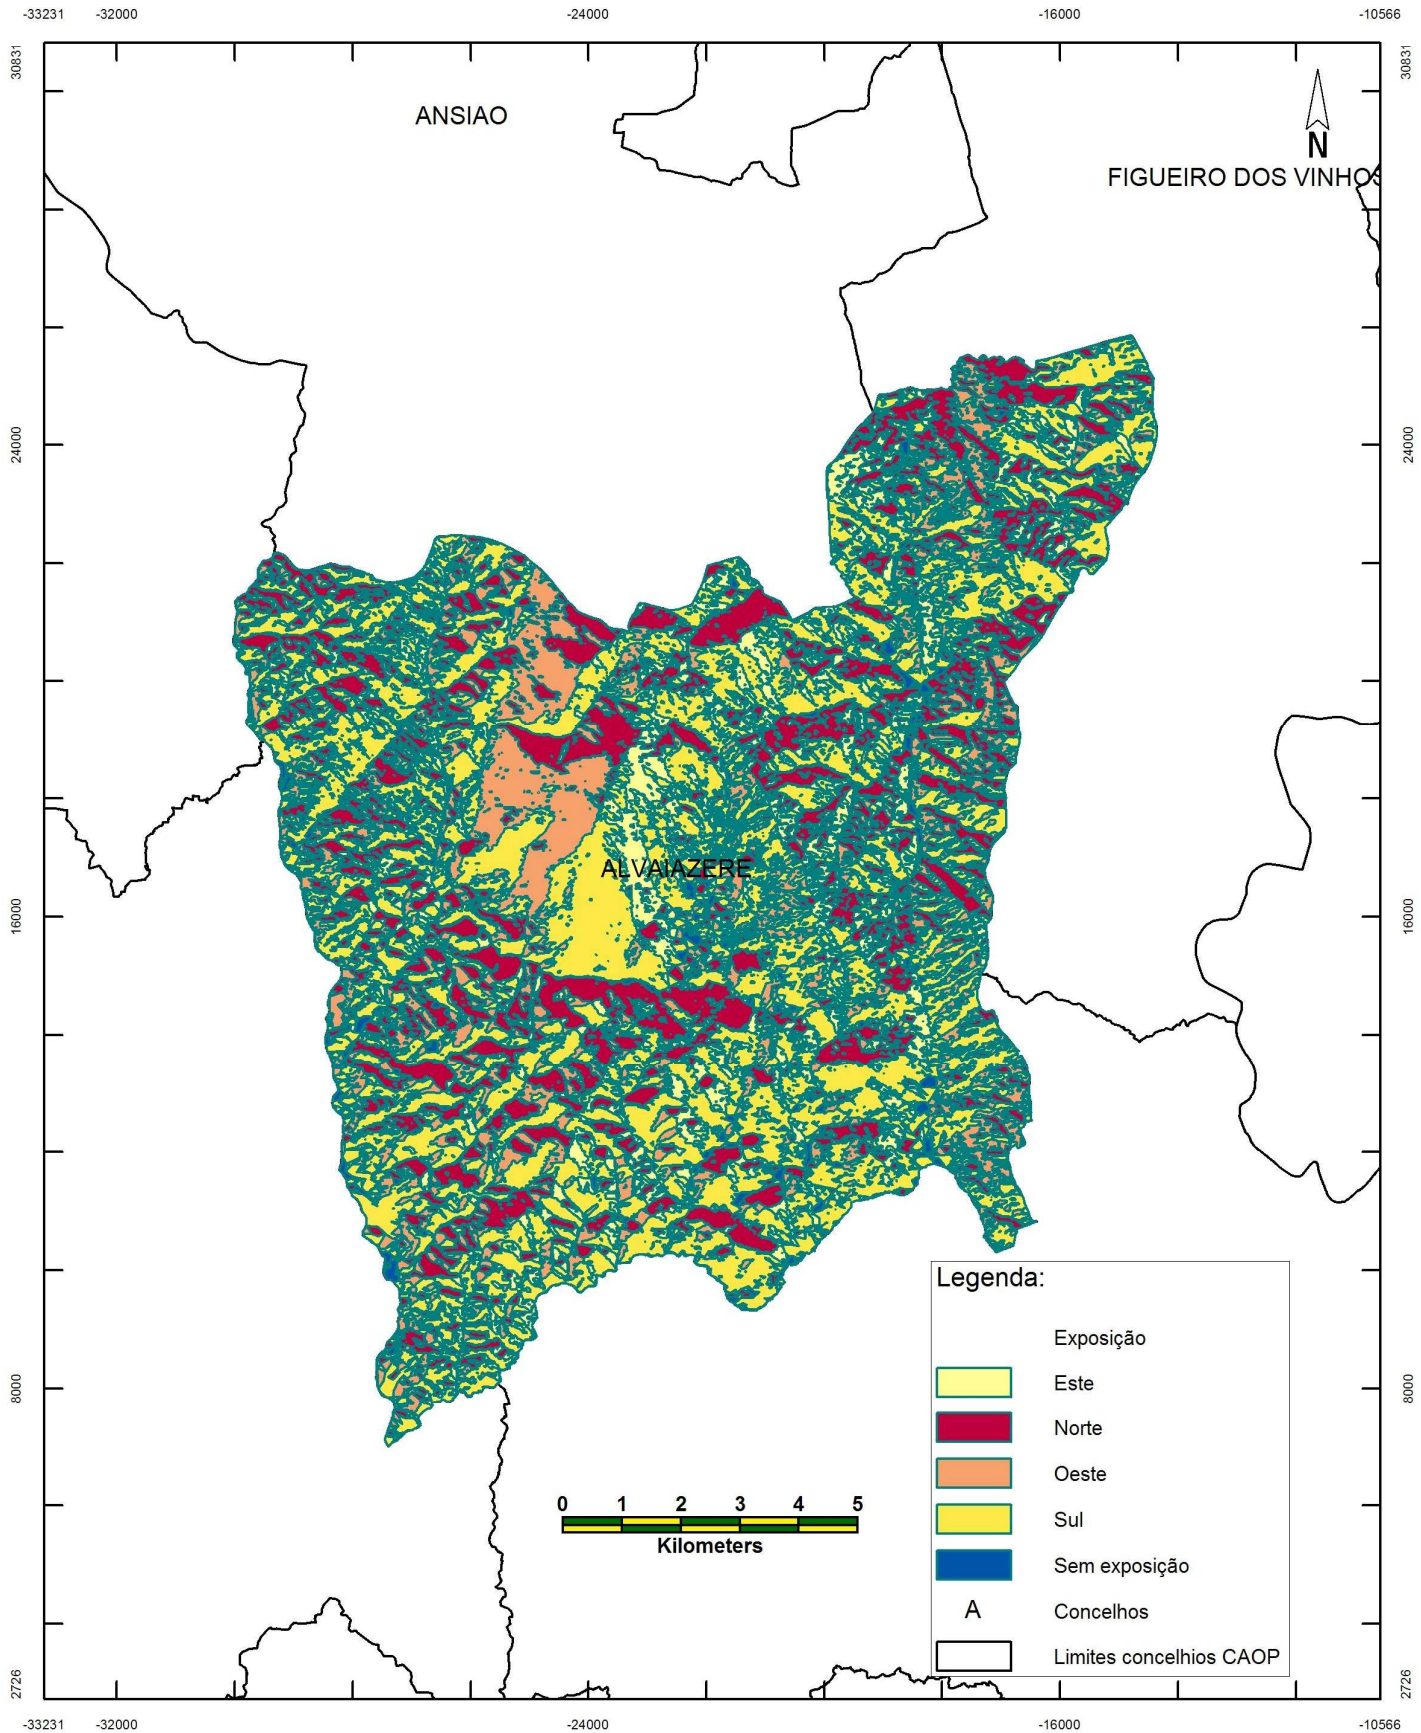 -33231 -32000 -24000 -16000 -10566
30831 30831
ANSIAO
N
FIGUEIRO DOS VINHOS
24000 24000
ALVAIAZERE
16000 16000
Legenda:
Exposição
8000 8000
Este
Norte
Oeste
Sul
Sem exposição
A Concelhos
Limites concelhios CAOP
0 1 2 3 4 5
Kilometers
2726 2726
-33231 -32000 -24000 -16000 -10566